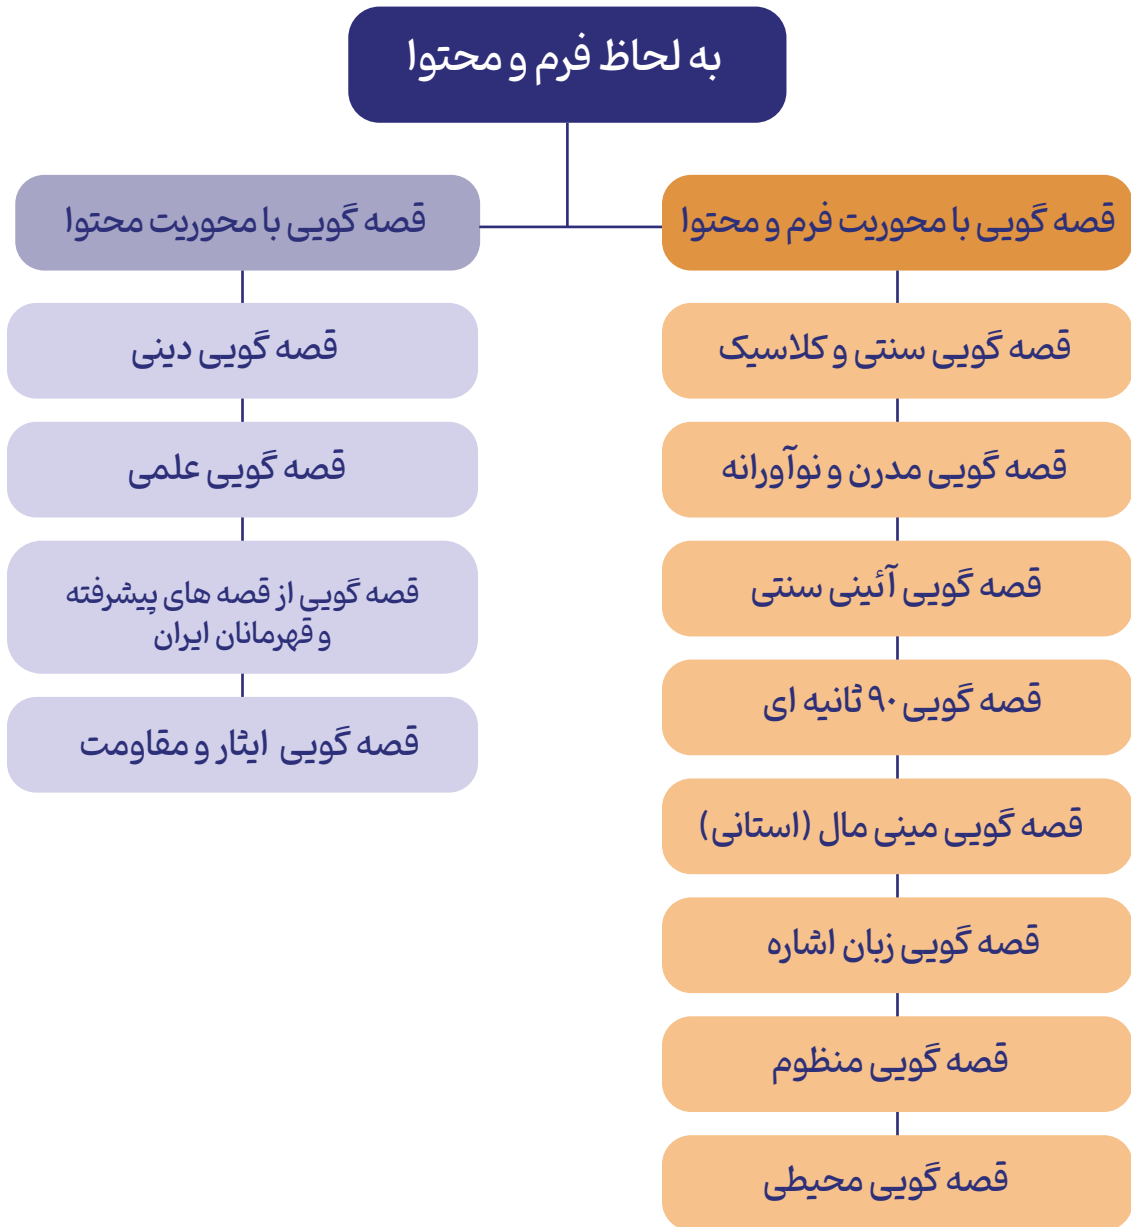 به لحاظ فرم و محتوا
قصه گویی با محوریت فرم و محتوا
قصه گویی سنتی و کلاسیک
قصه گویی مدرن و نوآورانه
قصه گویی آئینی سنتی
قصه گویی ۹۰ ثانیه ای
قصه گویی مینی مال (استانی)
قصه گویی زبان اشاره
قصه گویی منظوم
قصه گویی محیطی
قصه گویی با محوریت محتوا
قصه گویی دینی
قصه گویی علمی
قصه گویی از قصه های پیشرفته
و قهرمانان ایران
قصه گویی ایثار و مقاومت